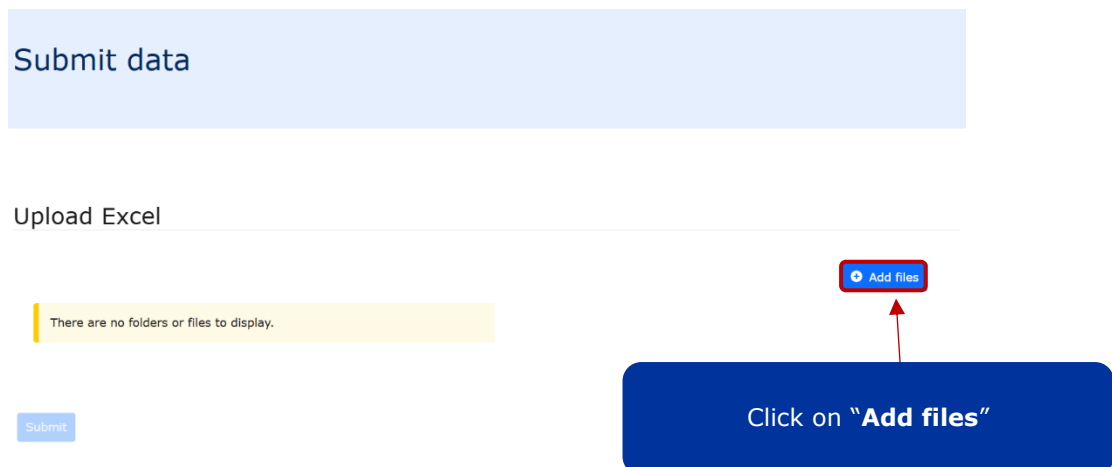 Submit data
Upload Excel
Add files
There are no folders or files to display.
Submit
Click on “Add files”